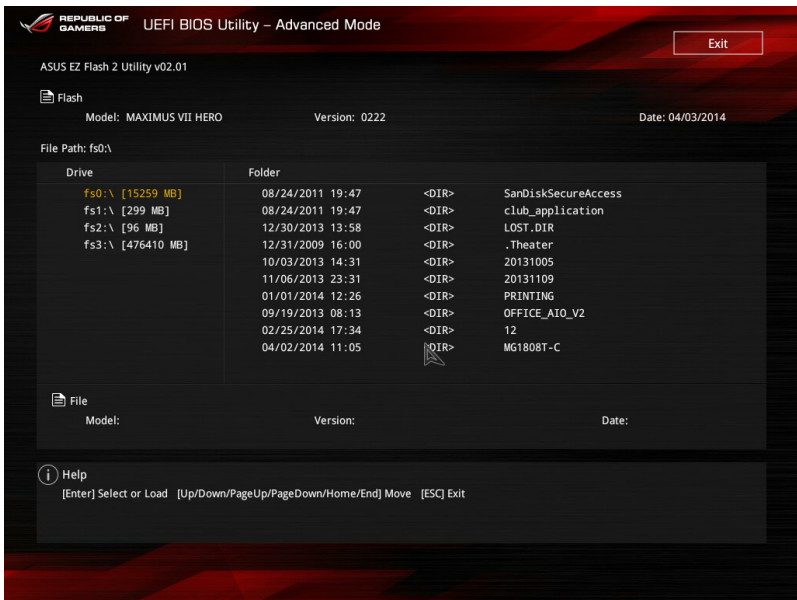 REPUBLIC OF GAMERS UEFI BIOS Utility – Advanced Mode
Exit
ASUS EZ Flash 2 Utility v02.01
Flash
Model: MAXIMUS VII HERO Version: 0222 Date: 04/03/2014
File Path: fs0:\
Drive Folder
fs0:\ [15259 MB] 08/24/2011 19:47 <DIR> SanDiskSecureAccess
fs1:\ [299 MB] 08/24/2011 19:47 <DIR> club_application
fs2:\ [96 MB] 12/30/2013 13:58 <DIR> LOST.DIR
fs3:\ [476410 MB] 12/31/2009 16:00 <DIR> .Theater
10/03/2013 14:31 <DIR> 20131005
11/06/2013 23:31 <DIR> 20131109
01/01/2014 12:26 <DIR> PRINTING
09/19/2013 08:13 <DIR> OFFICE_AIO_V2
02/25/2014 17:34 <DIR> 12
04/02/2014 11:05 <DIR> MG1808T-C
File
Model: Version: Date:
Help
[Enter] Select or Load [Up/Down/PageUp/PageDown/Home/End] Move [ESC] Exit